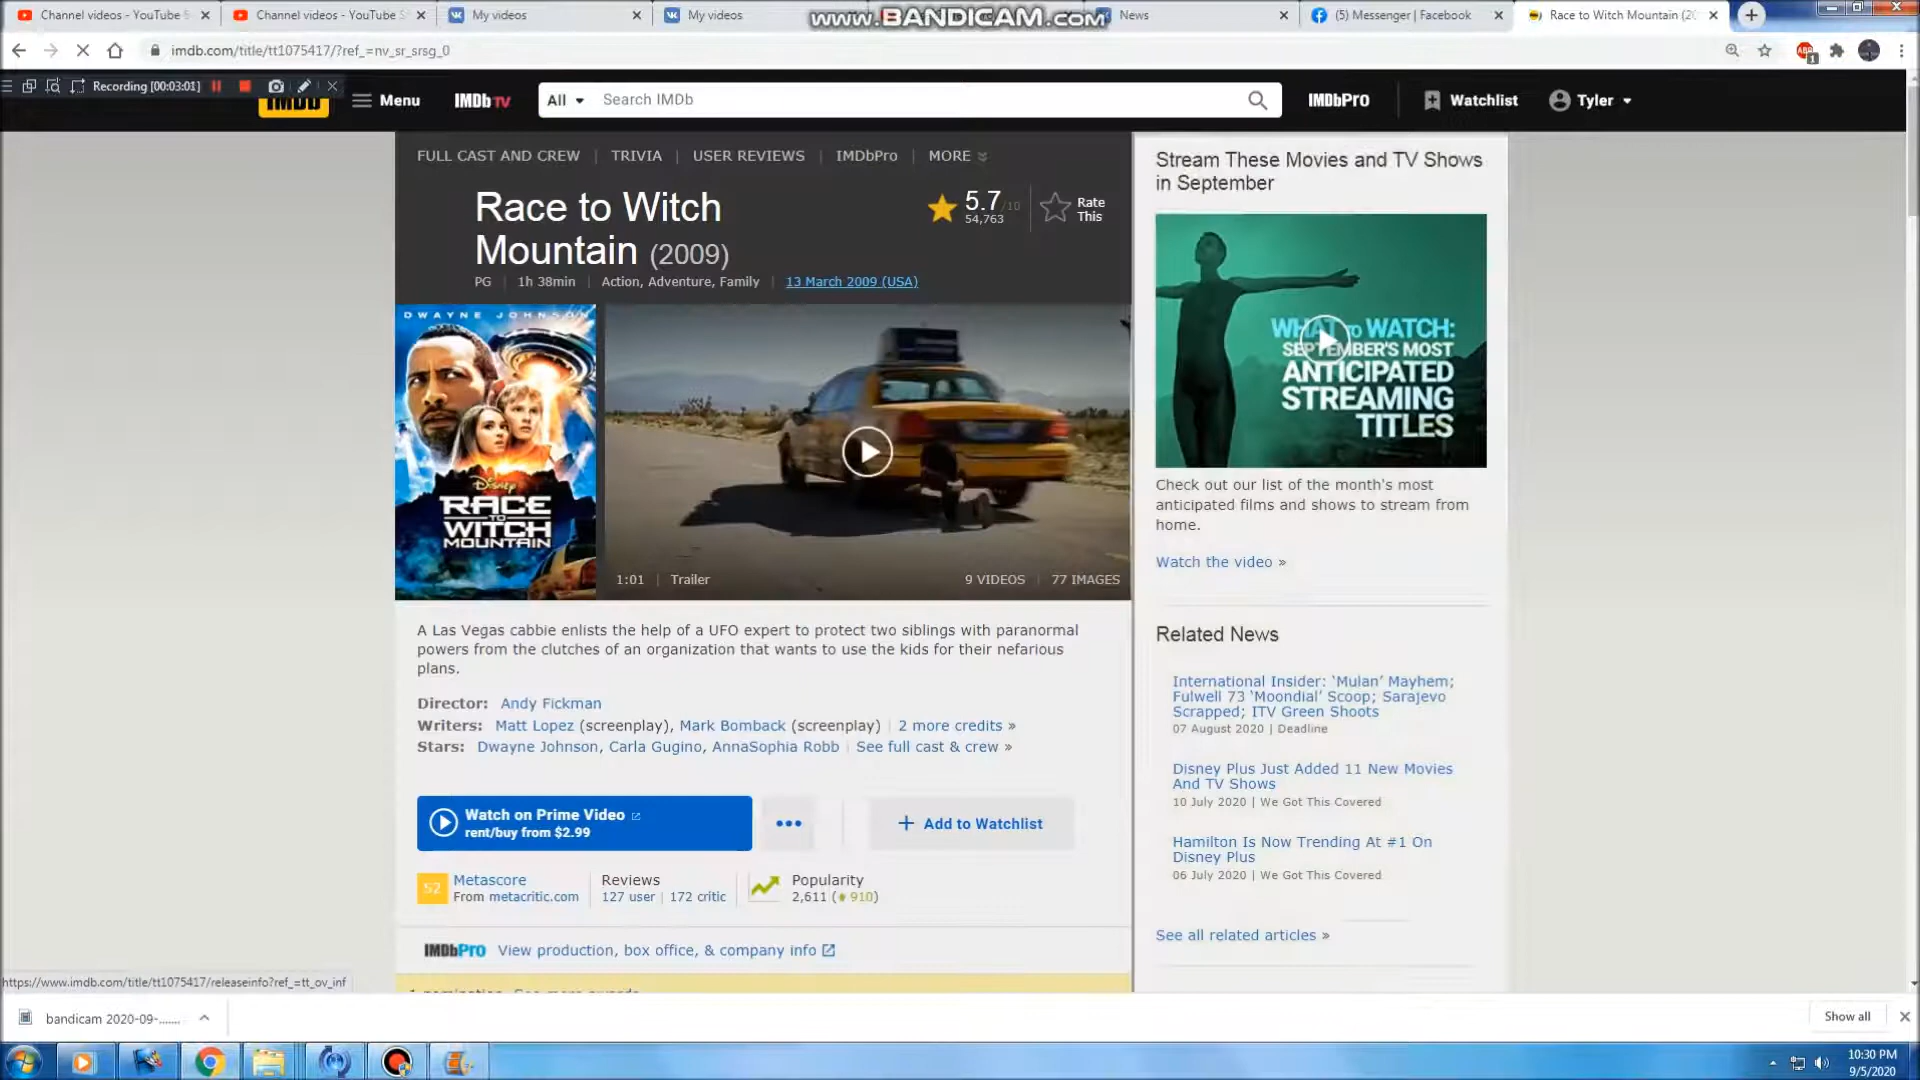 Channel videos - YouTube S
Channel videos - YouTube S
My videos
My videos
www.BANDICAM.com
News
(5) Messenger | Facebook
Race to Witch Mountain (20
imdb.com/title/tt1075417/?ref_=nv_sr_srsg_0
ABP
1
Recording [00:03:01]
IMDb
Menu
IMDb TV
All
Search IMDb
IMDbPRO
Watchlist
Tyler
FULL CAST AND CREW | TRIVIA | USER REVIEWS | IMDbPro | MORE
Race to Witch
Mountain (2009)
5.7/10
54,763
Rate
This
PG | 1h 38min | Action, Adventure, Family | 13 March 2009 (USA)
DWAYNE JOHNSON
Disney
RACE
TO
WITCH
MOUNTAIN
1:01 | Trailer
9 VIDEOS | 77 IMAGES
A Las Vegas cabbie enlists the help of a UFO expert to protect two siblings with paranormal
powers from the clutches of an organization that wants to use the kids for their nefarious
plans.
Director: Andy Fickman
Writers: Matt Lopez (screenplay), Mark Bomback (screenplay) | 2 more credits »
Stars: Dwayne Johnson, Carla Gugino, AnnaSophia Robb | See full cast & crew »
Watch on Prime Video
rent/buy from $2.99
+ Add to Watchlist
52
Metascore
From metacritic.com
Reviews
127 user | 172 critic
Popularity
2,611 (910)
IMDbPro View production, box office, & company info
Stream These Movies and TV Shows
in September
WHAT TO WATCH:
SEPTEMBER'S MOST
ANTICIPATED
STREAMING
TITLES
Check out our list of the month's most
anticipated films and shows to stream from
home.
Watch the video »
Related News
International Insider: ‘Mulan’ Mayhem;
Fulwell 73 ‘Moondial’ Scoop; Sarajevo
Scrapped; ITV Green Shoots
07 August 2020 | Deadline
Disney Plus Just Added 11 New Movies
And TV Shows
10 July 2020 | We Got This Covered
Hamilton Is Now Trending At #1 On
Disney Plus
06 July 2020 | We Got This Covered
See all related articles »
https://www.imdb.com/title/tt1075417/releaseinfo?ref_=tt_ov_inf
bandicam 2020-09-.......
Show all
10:30 PM
9/5/2020